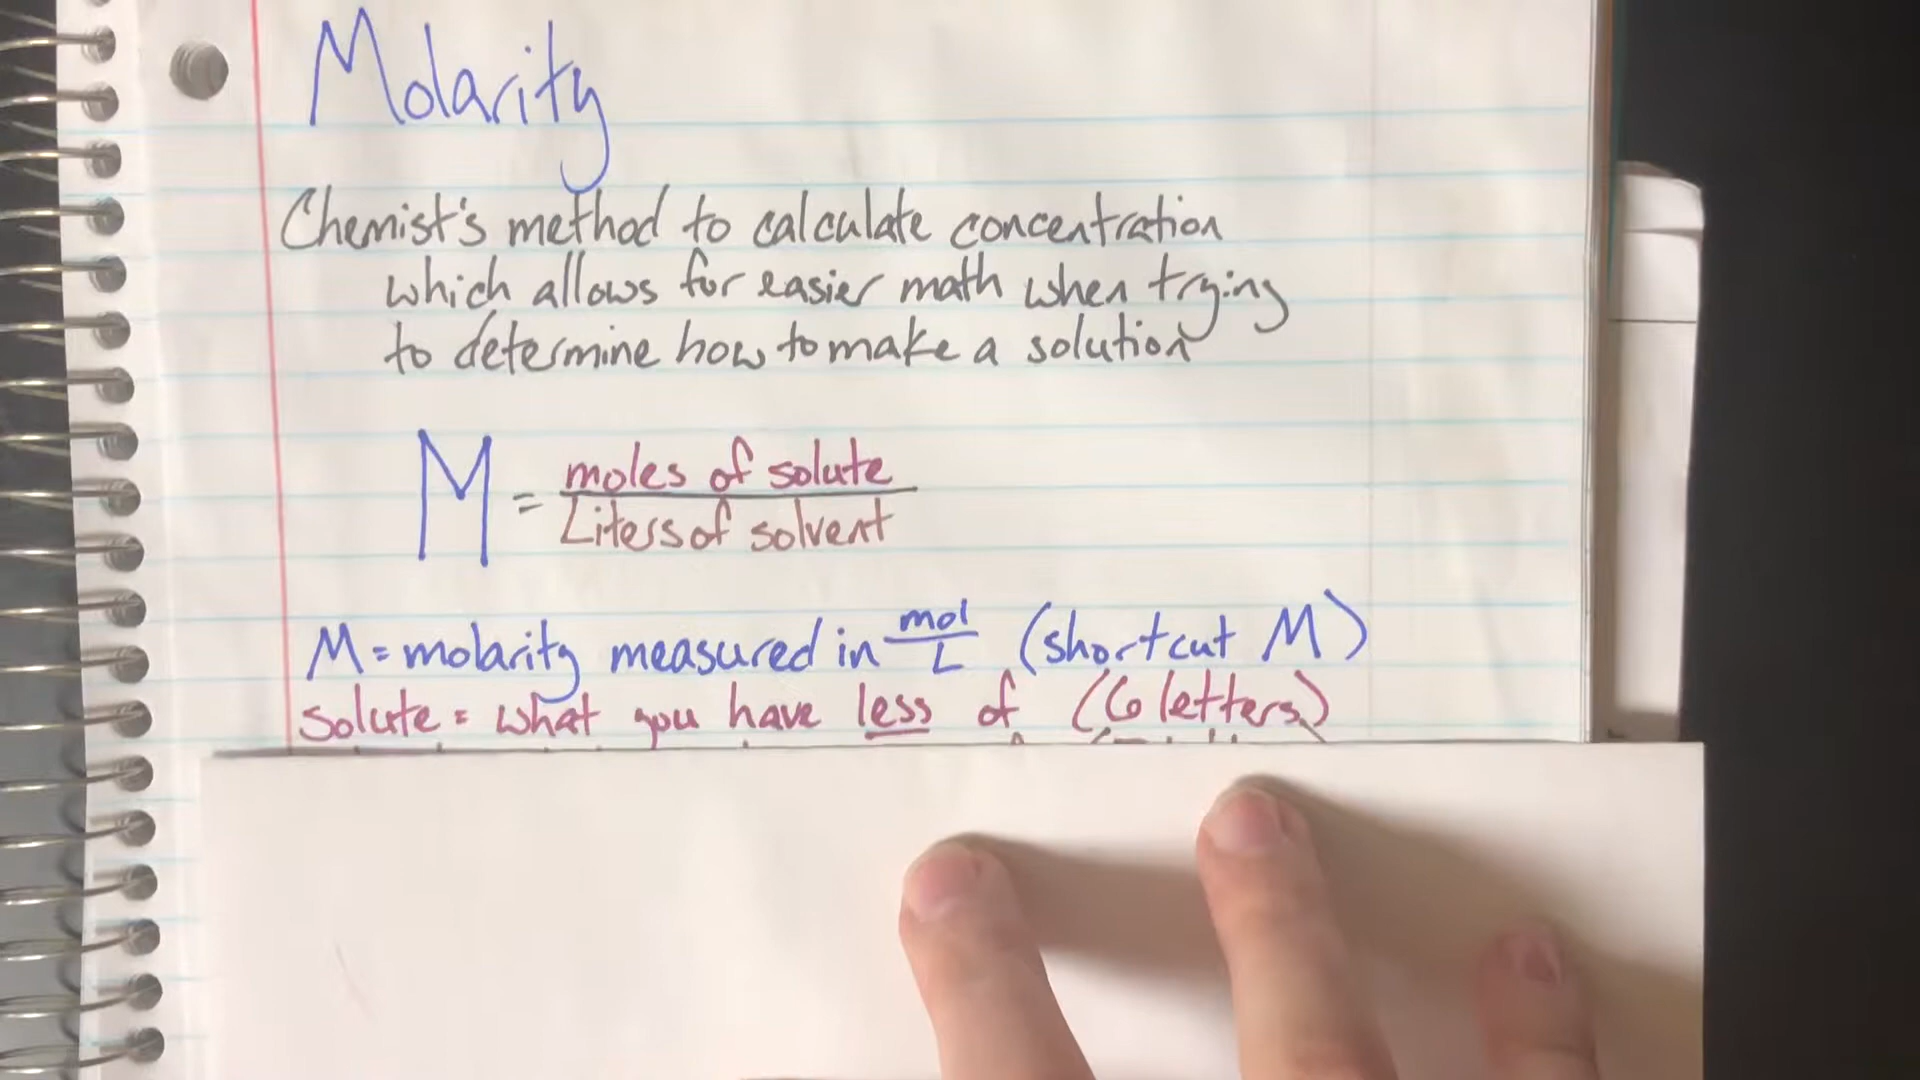 Molarity
Chemist's method to calculate concentration
which allows for easier math when trying
to determine how to make a solution
M = moles of solute
Liters of solvent
M = molarity measured in mol/L (shortcut M)
solute = what you have less of (6 letters)